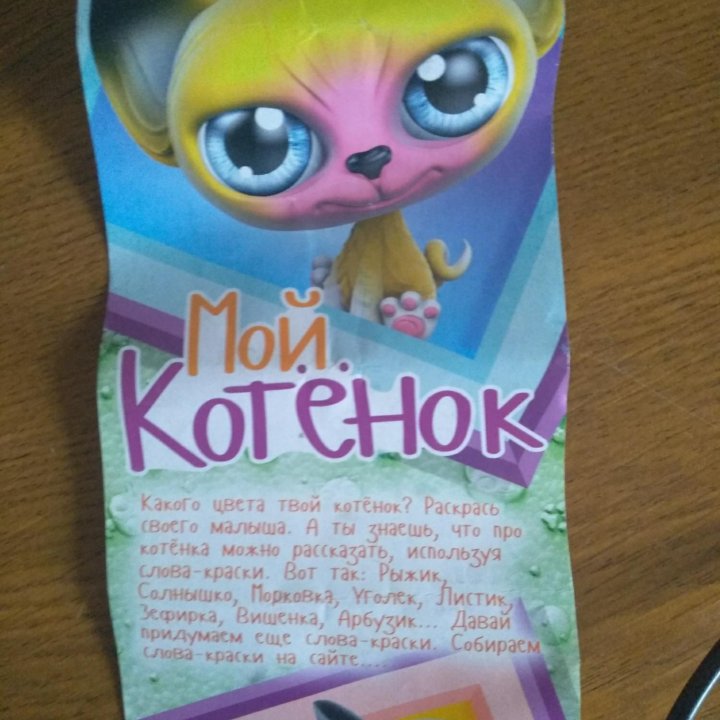 Мой
Котёнок
Какого цвета твой котёнок? Раскрась
своего малыша. А ты знаешь, что про
котёнка можно рассказать, используя
слова-краски. Вот так: Рыжик,
Солнышко, Морковка, Уголек, Листик,
Зефирка, Вишенка, Арбузик... Давай
придумаем еще слова-краски. Собираем
слова-краски на сайте....